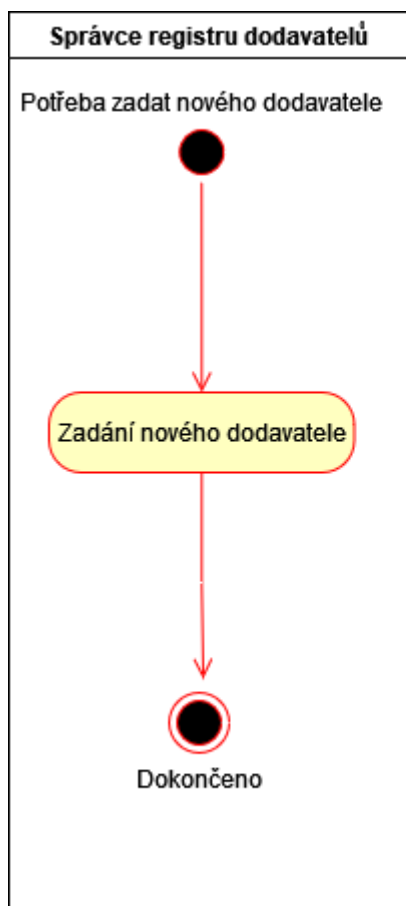 Správce registru dodavatelů
Potřeba zadat nového dodavatele
Zadání nového dodavatele
Dokončeno